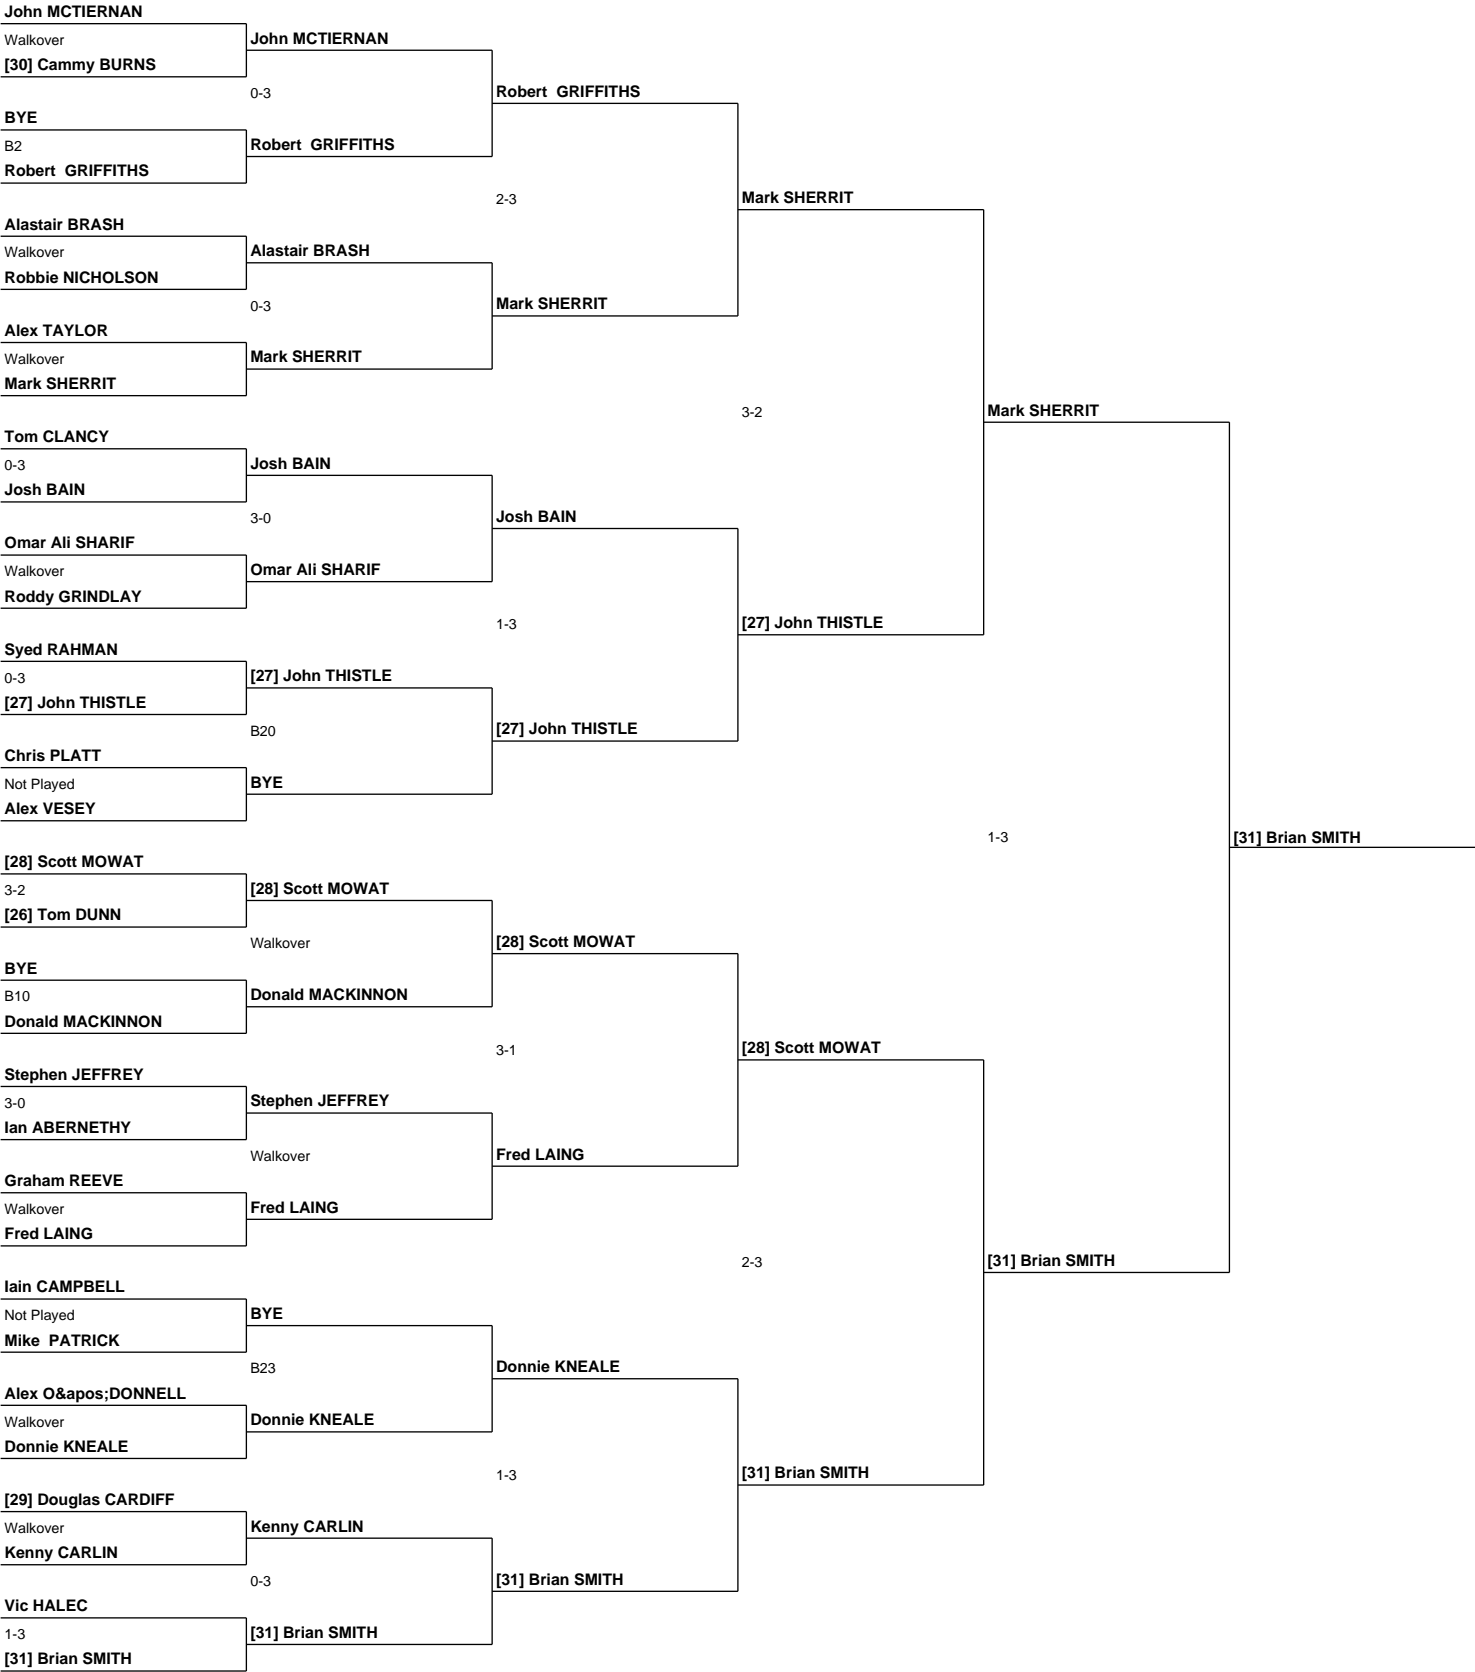 John MCTIERNAN
Walkover
[30] Cammy BURNS
BYE
B2
Robert  GRIFFITHS
Alastair BRASH
Walkover
Robbie NICHOLSON
Alex TAYLOR
Walkover
Mark SHERRIT
Tom CLANCY
0-3
Josh BAIN
Omar Ali SHARIF
Walkover
Roddy GRINDLAY
Syed RAHMAN
0-3
[27] John THISTLE
Chris PLATT
Not Played
Alex VESEY
[28] Scott MOWAT
3-2
[26] Tom DUNN
BYE
B10
Donald MACKINNON
Stephen JEFFREY
3-0
Ian ABERNETHY
Graham REEVE
Walkover
Fred LAING
Iain CAMPBELL
Not Played
Mike  PATRICK
Alex O&apos;DONNELL
Walkover
Donnie KNEALE
[29] Douglas CARDIFF
Walkover
Kenny CARLIN
Vic HALEC
1-3
[31] Brian SMITH
John MCTIERNAN
0-3
Robert  GRIFFITHS
Alastair BRASH
0-3
Mark SHERRIT
Josh BAIN
3-0
Omar Ali SHARIF
[27] John THISTLE
B20
BYE
[28] Scott MOWAT
Walkover
Donald MACKINNON
Stephen JEFFREY
Walkover
Fred LAING
BYE
B23
Donnie KNEALE
Kenny CARLIN
0-3
[31] Brian SMITH
Robert  GRIFFITHS
2-3
Mark SHERRIT
Josh BAIN
1-3
[27] John THISTLE
[28] Scott MOWAT
3-1
Fred LAING
Donnie KNEALE
1-3
[31] Brian SMITH
Mark SHERRIT
3-2
[27] John THISTLE
[28] Scott MOWAT
2-3
[31] Brian SMITH
Mark SHERRIT
1-3
[31] Brian SMITH
[31] Brian SMITH